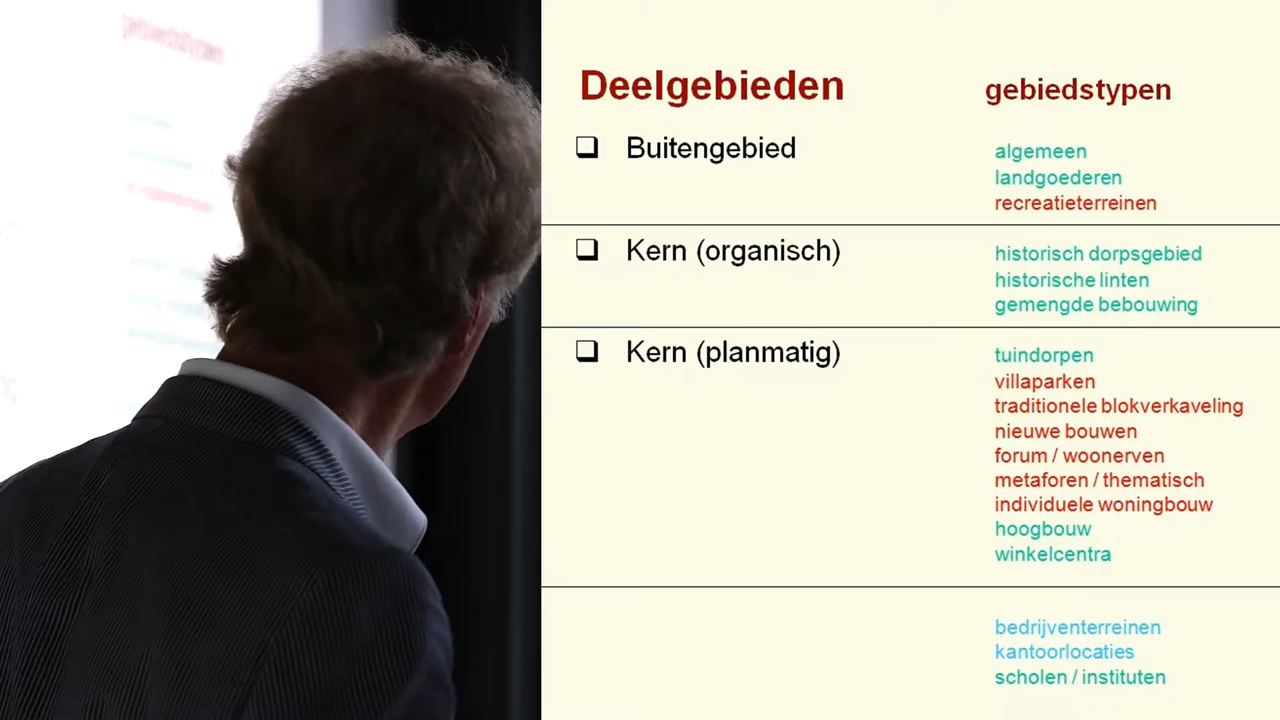 Deelgebieden
gebiedstypen
Buitengebied
algemeen
landgoederen
recreatieterreinen
Kern (organisch)
historisch dorpsgebied
historische linten
gemengde bebouwing
Kern (planmatig)
tuindorpen
villaparken
traditionele blokverkaveling
nieuwe bouwen
forum / woonerven
metaforen / thematisch
individuele woningbouw
hoogbouw
winkelcentra
bedrijventerreinen
kantoorlocaties
scholen / instituten